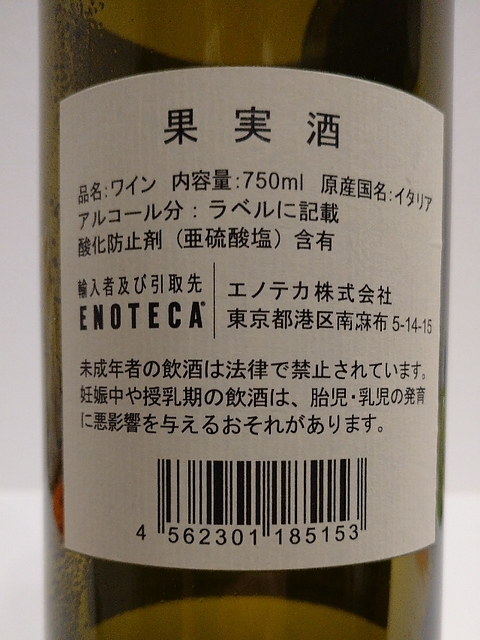 果実酒
品名:ワイン 内容量:750ml 原産国名:イタリア
アルコール分:ラベルに記載
酸化防止剤(亜硫酸塩)含有
輸入者及び引取先
ENOTECA®
エノテカ株式会社
東京都港区南麻布 5-14-15
未成年者の飲酒は法律で禁止されています。
妊娠中や授乳期の飲酒は、胎児・乳児の発育
に悪影響を与えるおそれがあります。
4 562301 185153